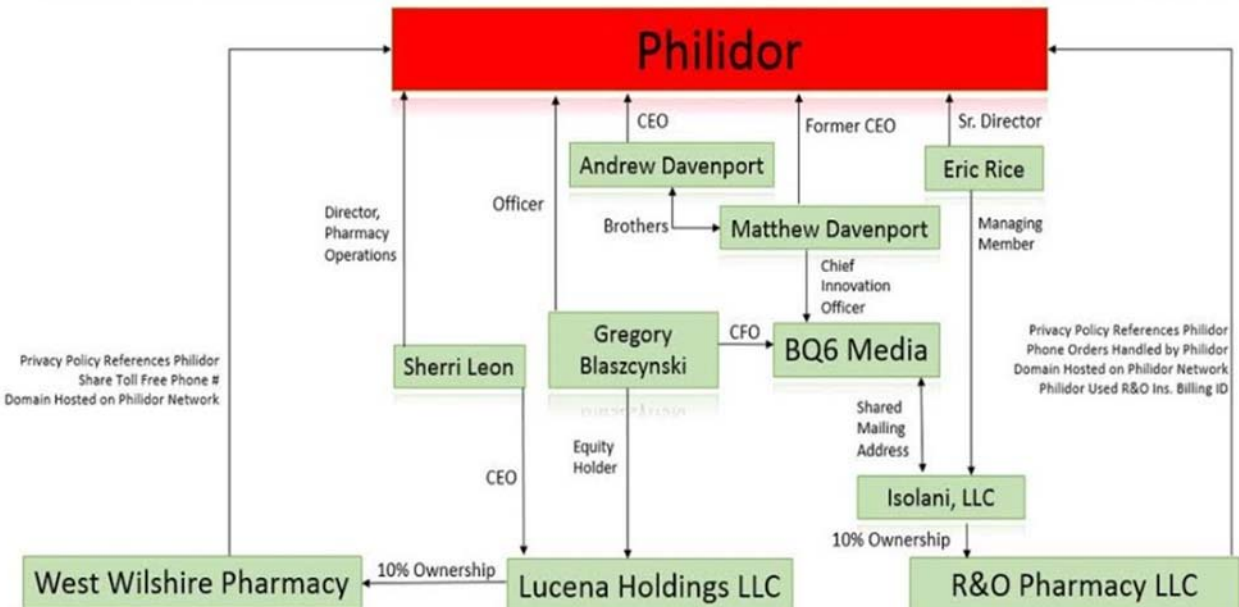 Philidor
CEO
Former CEO
Sr. Director
Andrew Davenport
Eric Rice
Director,
Pharmacy
Operations
Officer
Brothers
Matthew Davenport
Managing
Member
Chief
Innovation
Officer
Privacy Policy References Philidor
Share Toll Free Phone #
Domain Hosted on Philidor Network
Sherri Leon
Gregory
Blaszcynski
CFO
BQ6 Media
Privacy Policy References Philidor
Phone Orders Handled by Philidor
Domain Hosted on Philidor Network
Philidor Used R&O Ins. Billing ID
CEO
Equity
Holder
Shared
Mailing
Address
Isolani, LLC
10% Ownership
West Wilshire Pharmacy
10% Ownership
Lucena Holdings LLC
R&O Pharmacy LLC